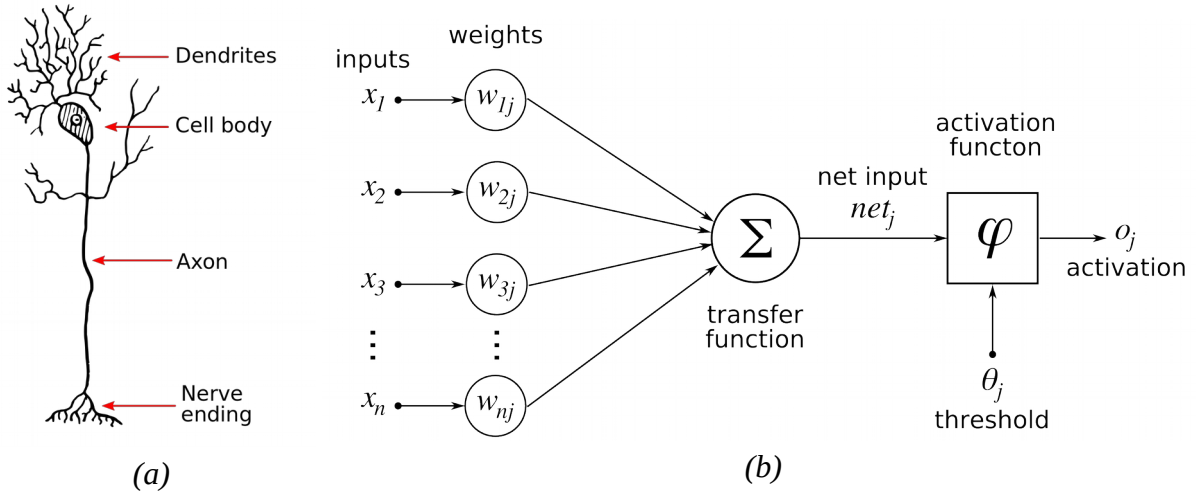 Dendrites
Cell body
Axon
Nerve
ending
(a)
inputs
weights
x1
w1j
x2
w2j
x3
w3j
⋮ ⋮
xn
wnj
Σ
transfer
function
net input
netj
activation
functon
φ
oj
activation
θj
threshold
(b)